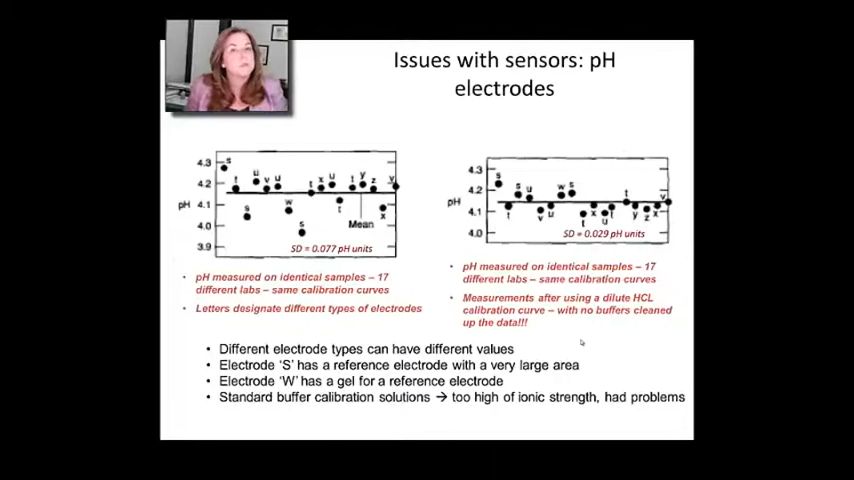 Issues with sensors: pH
electrodes
4.3
4.2
pH 4.1
4.0
3.9
s t s u v u w s t x u t t y z x v
Mean
SD = 0.077 pH units
4.3
4.2
pH
4.1
4.0
s t s u v u w s t x u t t y z x v
SD = 0.029 pH units
• pH measured on identical samples – 17
different labs – same calibration curves
• Letters designate different types of electrodes
• pH measured on identical samples – 17
different labs – same calibration curves
• Measurements after using a dilute HCL
calibration curve – with no buffers cleaned
up the data!!!
• Different electrode types can have different values
• Electrode ‘S’ has a reference electrode with a very large area
• Electrode ‘W’ has a gel for a reference electrode
• Standard buffer calibration solutions → too high of ionic strength, had problems